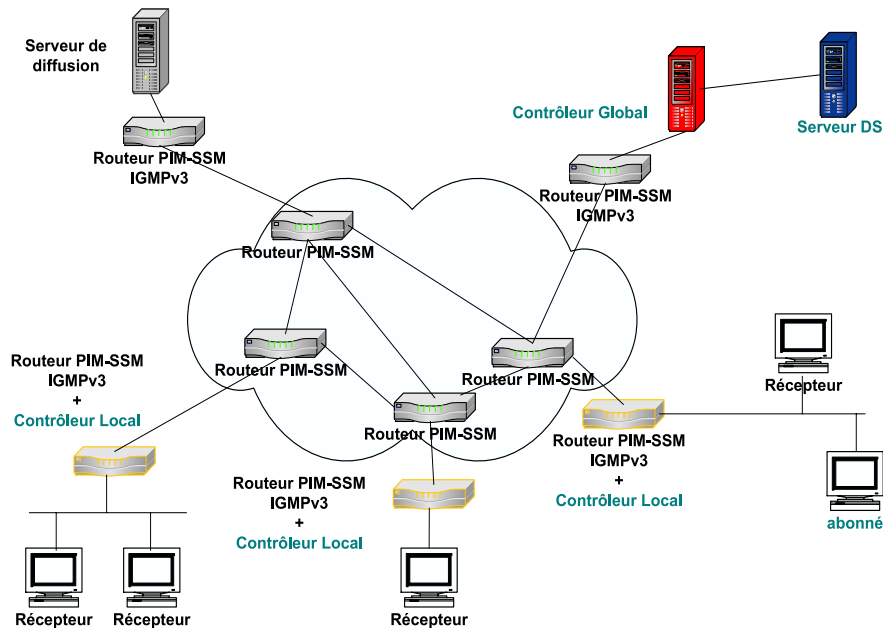 Serveur de
diffusion
Contrôleur Global
Serveur DS
Routeur PIM-SSM
IGMPv3
Routeur PIM-SSM
IGMPv3
Routeur PIM-SSM
Routeur PIM-SSM
Routeur PIM-SSM
Routeur PIM-SSM
Routeur PIM-SSM
IGMPv3
+
Contrôleur Local
Récepteur
Routeur PIM-SSM
IGMPv3
+
Contrôleur Local
Routeur PIM-SSM
IGMPv3
+
Contrôleur Local
abonné
Récepteur
Récepteur
Récepteur